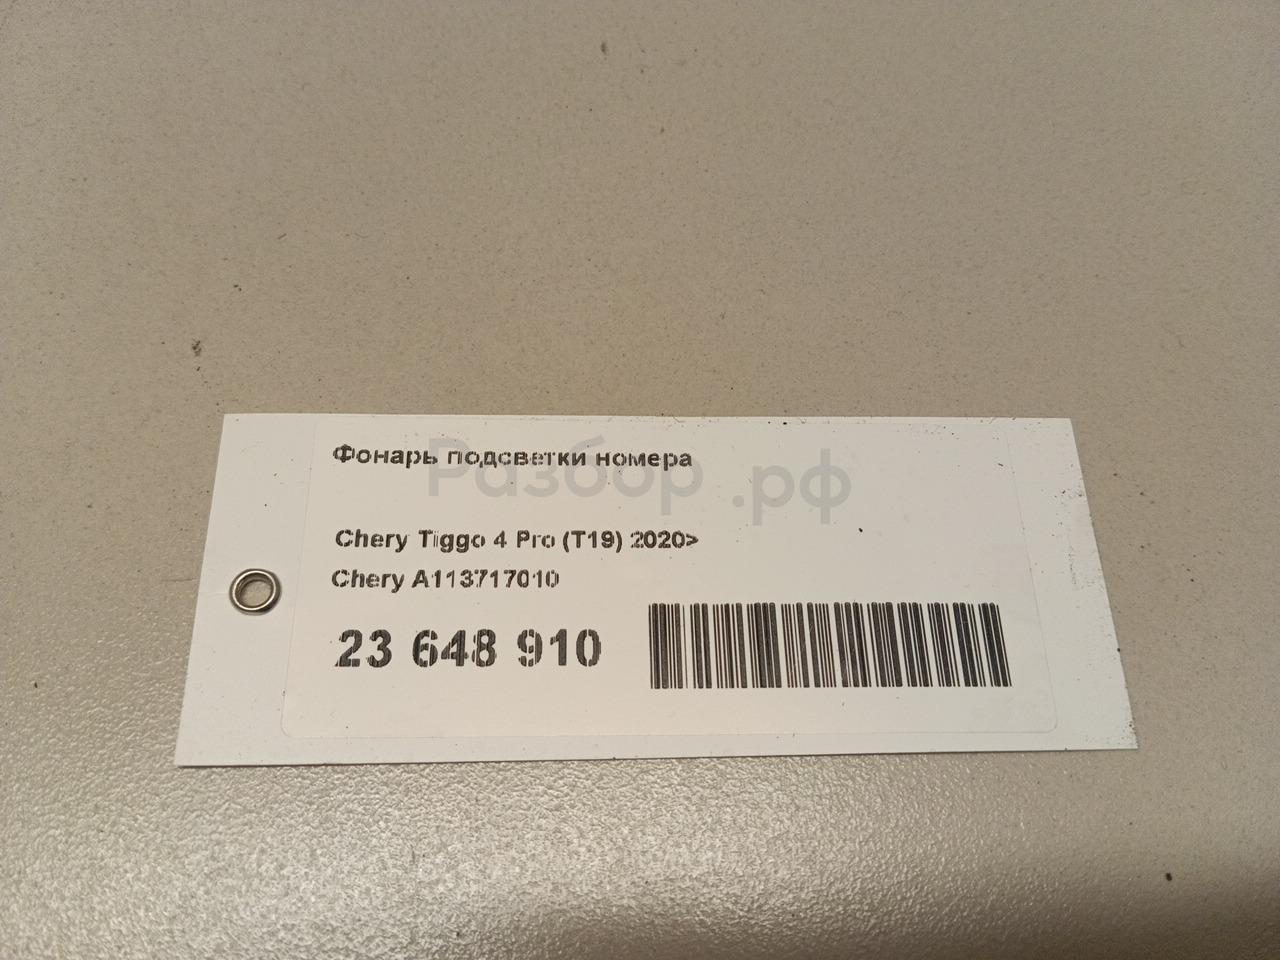 Фонарь подсветки номера
Разбор.рф
Chery Tiggo 4 Pro (T19) 2020>
Chery A113717010
23 648 910